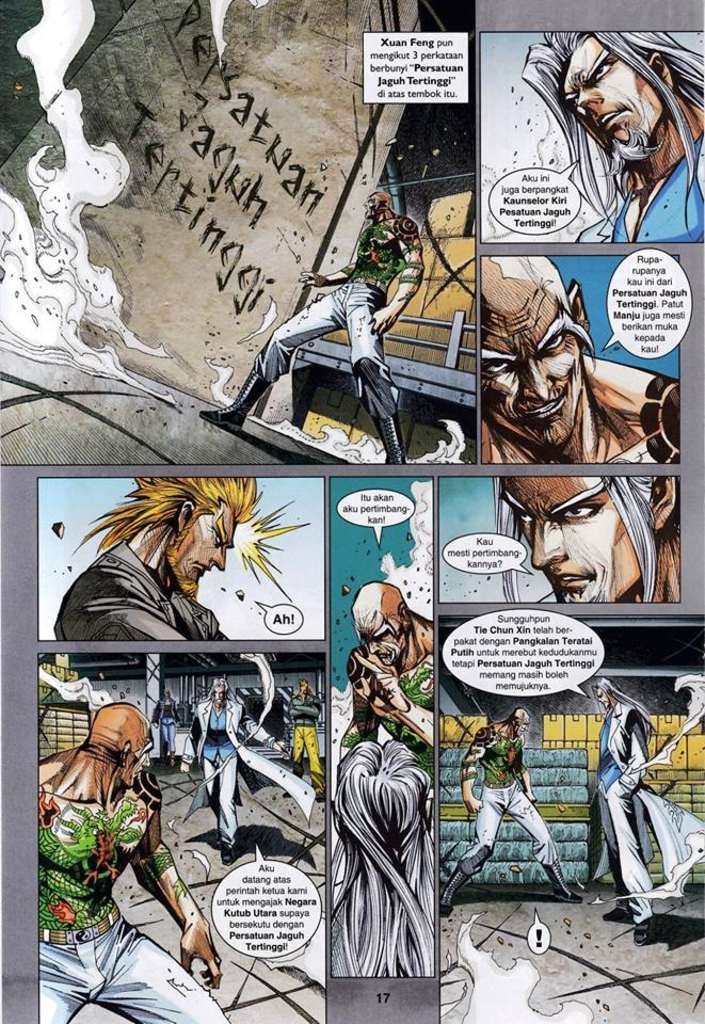 Persatuan
Jaguh
Tertinggi
Xuan Feng pun
mengikut 3 perkataan
berbunyi "Persatuan
Jaguh Tertinggi"
di atas tembok itu.
Aku ini
juga berpangkat
Kaunselor Kiri
Pesatuan Jaguh
Tertinggi!
Rupa-
rupanya
kau ini dari
Persatuan Jaguh
Tertinggi. Patut
Manju juga mesti
berikan muka
kepada
kau!
Ah!
Itu akan
aku pertimbang-
kan!
Kau
mesti pertimbang-
kannya?
Aku
datang atas
perintah ketua kami
untuk mengajak Negara
Kutub Utara supaya
bersekutu dengan
Persatuan Jaguh
Tertinggi!
Sungguhpun
Tie Chun Xin telah ber-
pakat dengan Pangkalan Teratai
Putih untuk merebut kedudukanmu
tetapi Persatuan Jaguh Tertinggi
memang masih boleh
memujuknya.
!
17